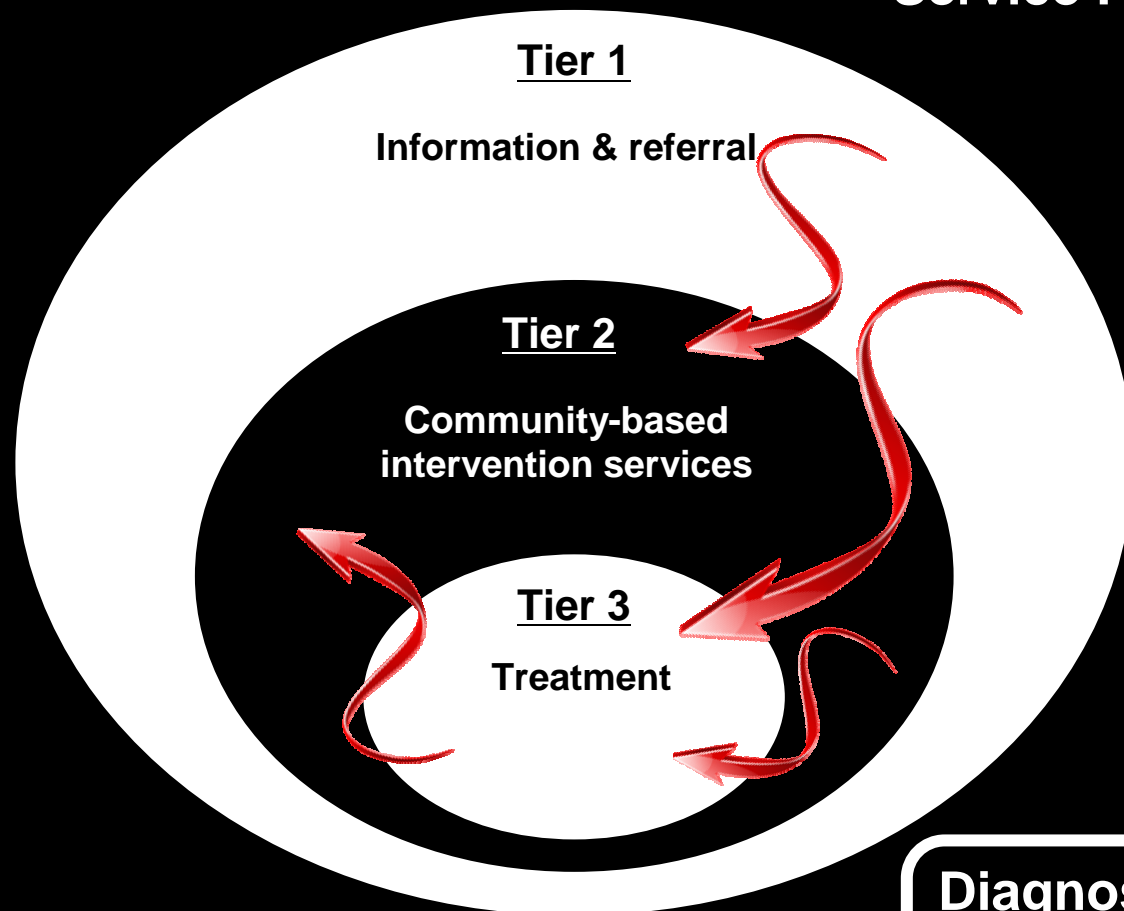 Tier 1
Information & referral
Tier 2
Community-based
intervention services
Tier 3
Treatment